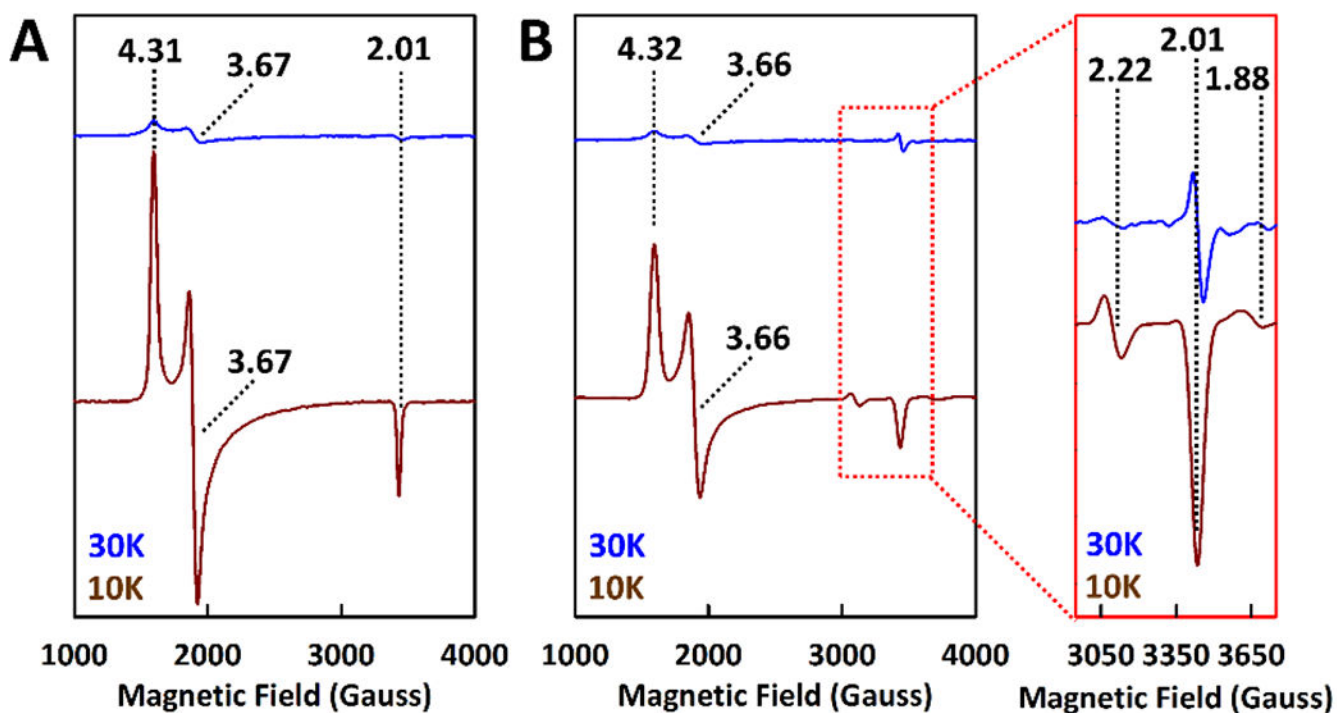 A
4.31
3.67
2.01
3.67
30K
10K
1000 2000 3000 4000
Magnetic Field (Gauss)
B
4.32
3.66
3.66
30K
10K
1000 2000 3000 4000
Magnetic Field (Gauss)
2.01
2.22
1.88
30K
10K
3050 3350 3650
Magnetic Field (Gauss)